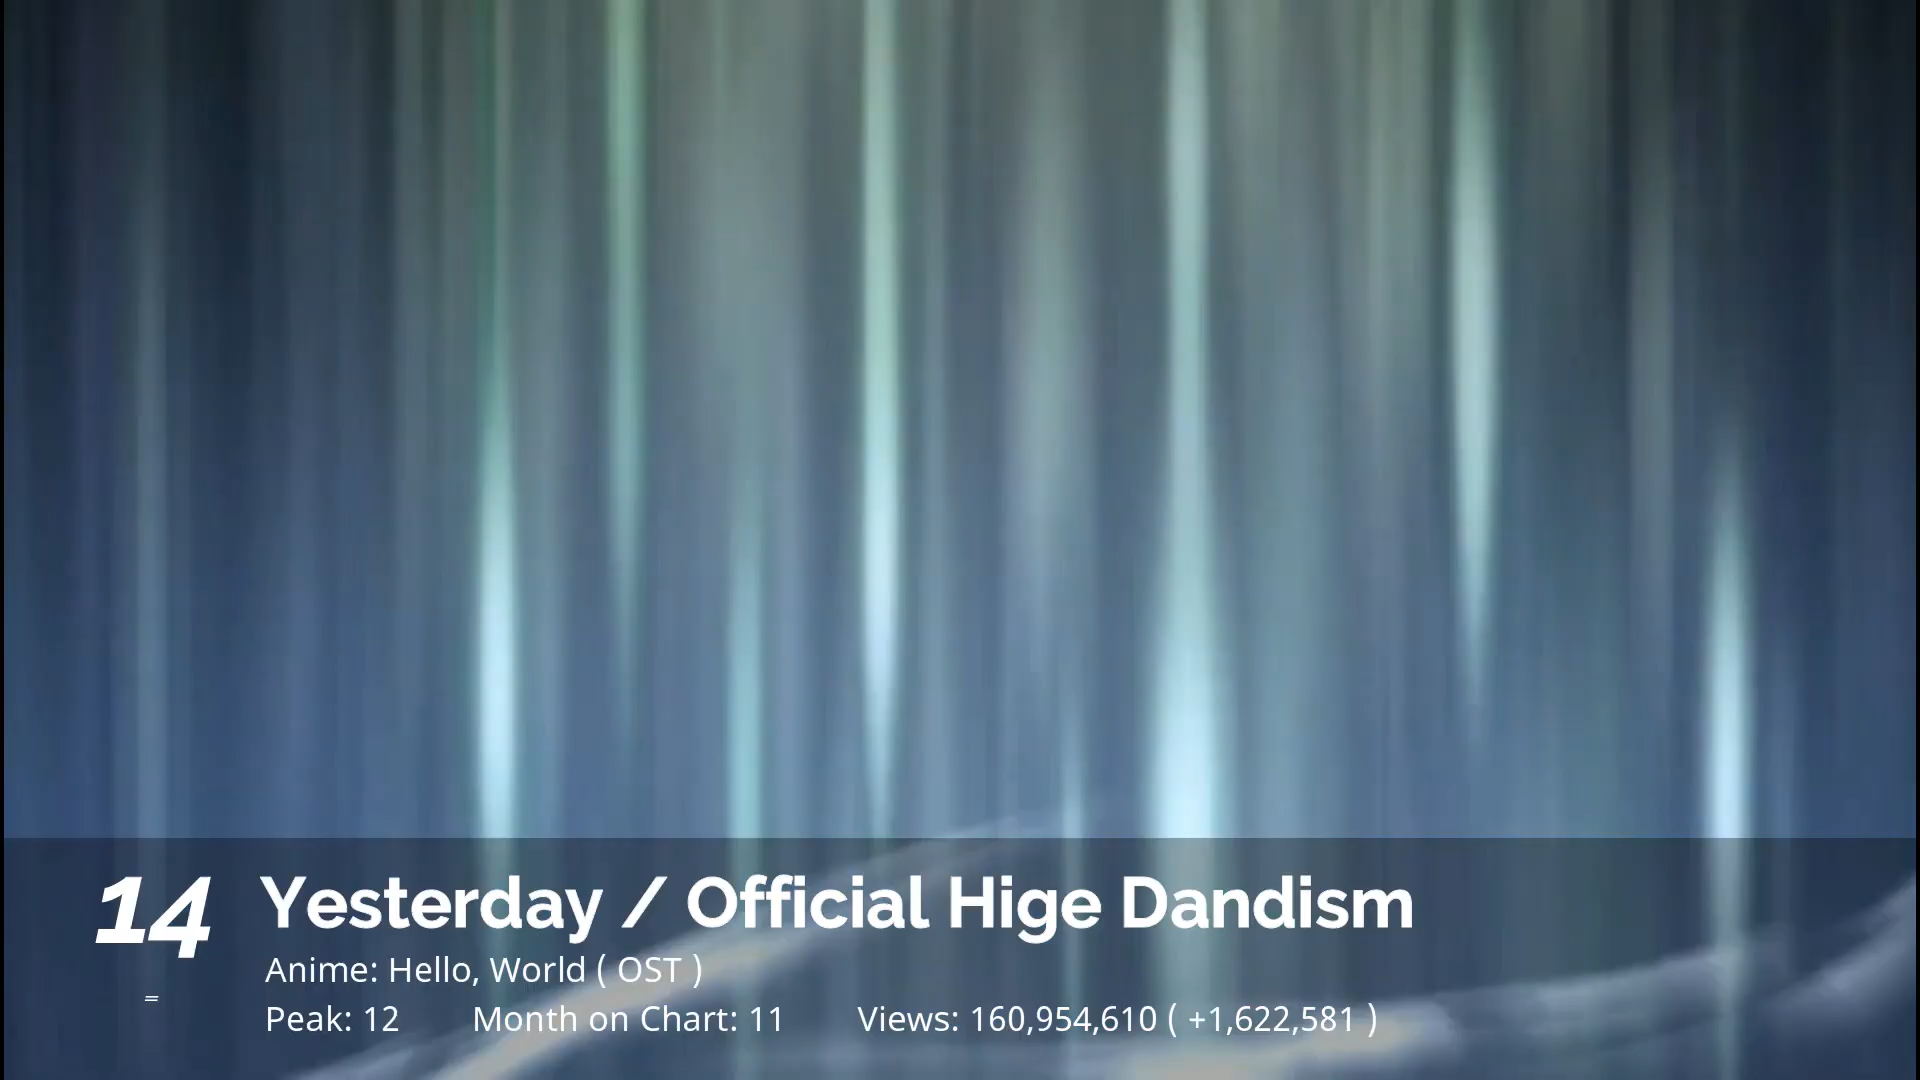 14
Yesterday / Official Hige Dandism
Anime: Hello, World ( OST )
=
Peak: 12 Month on Chart: 11 Views: 160,954,610 ( +1,622,581 )